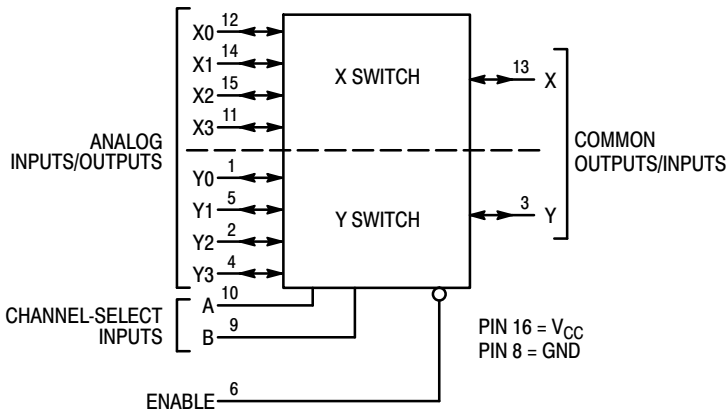 X0 12
X1 14
X2 15
X3 11
X SWITCH
13 X
ANALOG
INPUTS/OUTPUTS
COMMON
OUTPUTS/INPUTS
Y0 1
Y1 5
Y2 2
Y3 4
Y SWITCH
3 Y
CHANNEL-SELECT
INPUTS
A 10
B 9
PIN 16 = VCC
PIN 8 = GND
ENABLE 6